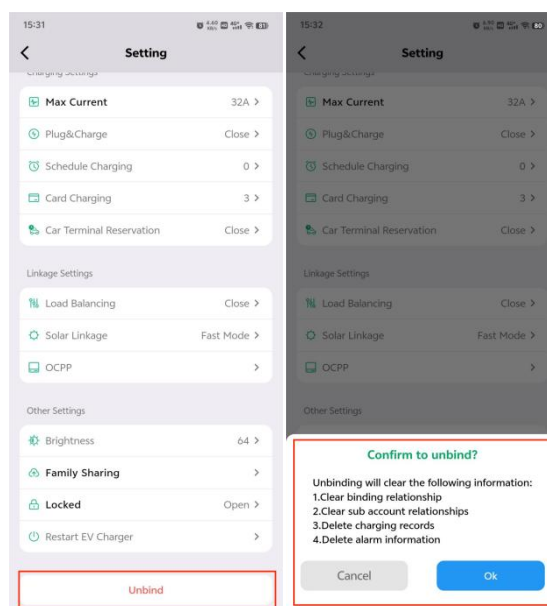 15:31
Setting
Charging Settings
Max Current 32A >
Plug&Charge Close >
Schedule Charging 0 >
Card Charging 3 >
Car Terminal Reservation Close >
Linkage Settings
Load Balancing Close >
Solar Linkage Fast Mode >
OCPP >
Other Settings
Brightness 64 >
Family Sharing >
Locked Open >
Restart EV Charger >
Unbind
15:32
Setting
Charging Settings
Max Current 32A >
Plug&Charge Close >
Schedule Charging 0 >
Card Charging 3 >
Car Terminal Reservation Close >
Linkage Settings
Load Balancing Close >
Solar Linkage Fast Mode >
OCPP >
Other Settings
Confirm to unbind?
Unbinding will clear the following information:
1.Clear binding relationship
2.Clear sub account relationships
3.Delete charging records
4.Delete alarm information
Cancel Ok